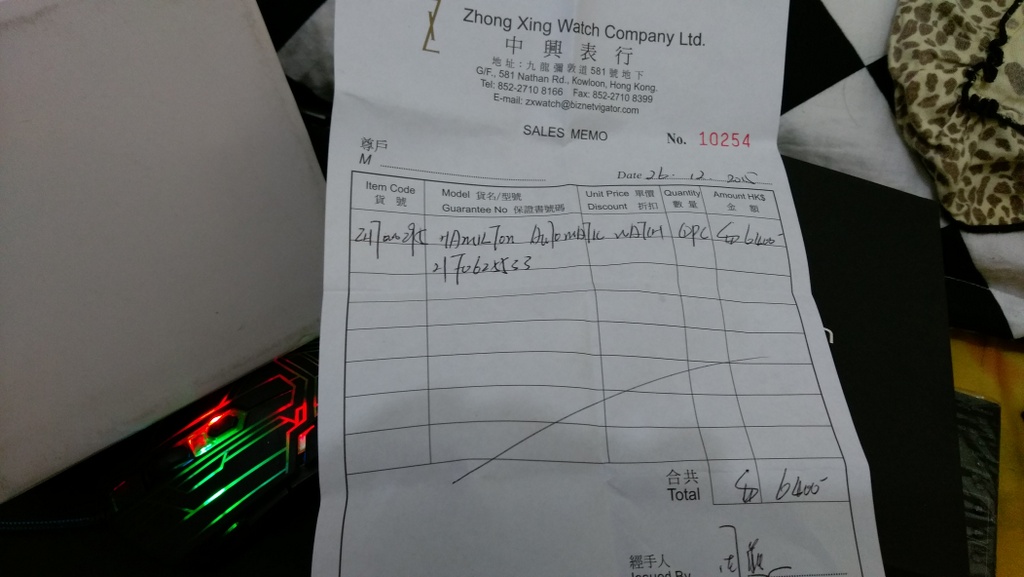 Zhong Xing Watch Company Ltd.
中興表行
地址：九龍彌敦道581號地下
G/F., 581 Nathan Rd., Kowloon, Hong Kong.
Tel: 852-2710 8166 Fax: 852-2710 8399
E-mail: zxwatch@biznetvigator.com
SALES MEMO No. 10254
尊戶
M
Date 26.12.2015
Item Code Model 貨名/型號 Unit Price 單價 Quantity Amount HK$
貨號 Guarantee No 保證書號碼 Discount 折扣 數量 金額
HAMILTON AUTOMATIC WATCH 6400
合共
Total 6400
經手人
Issued By